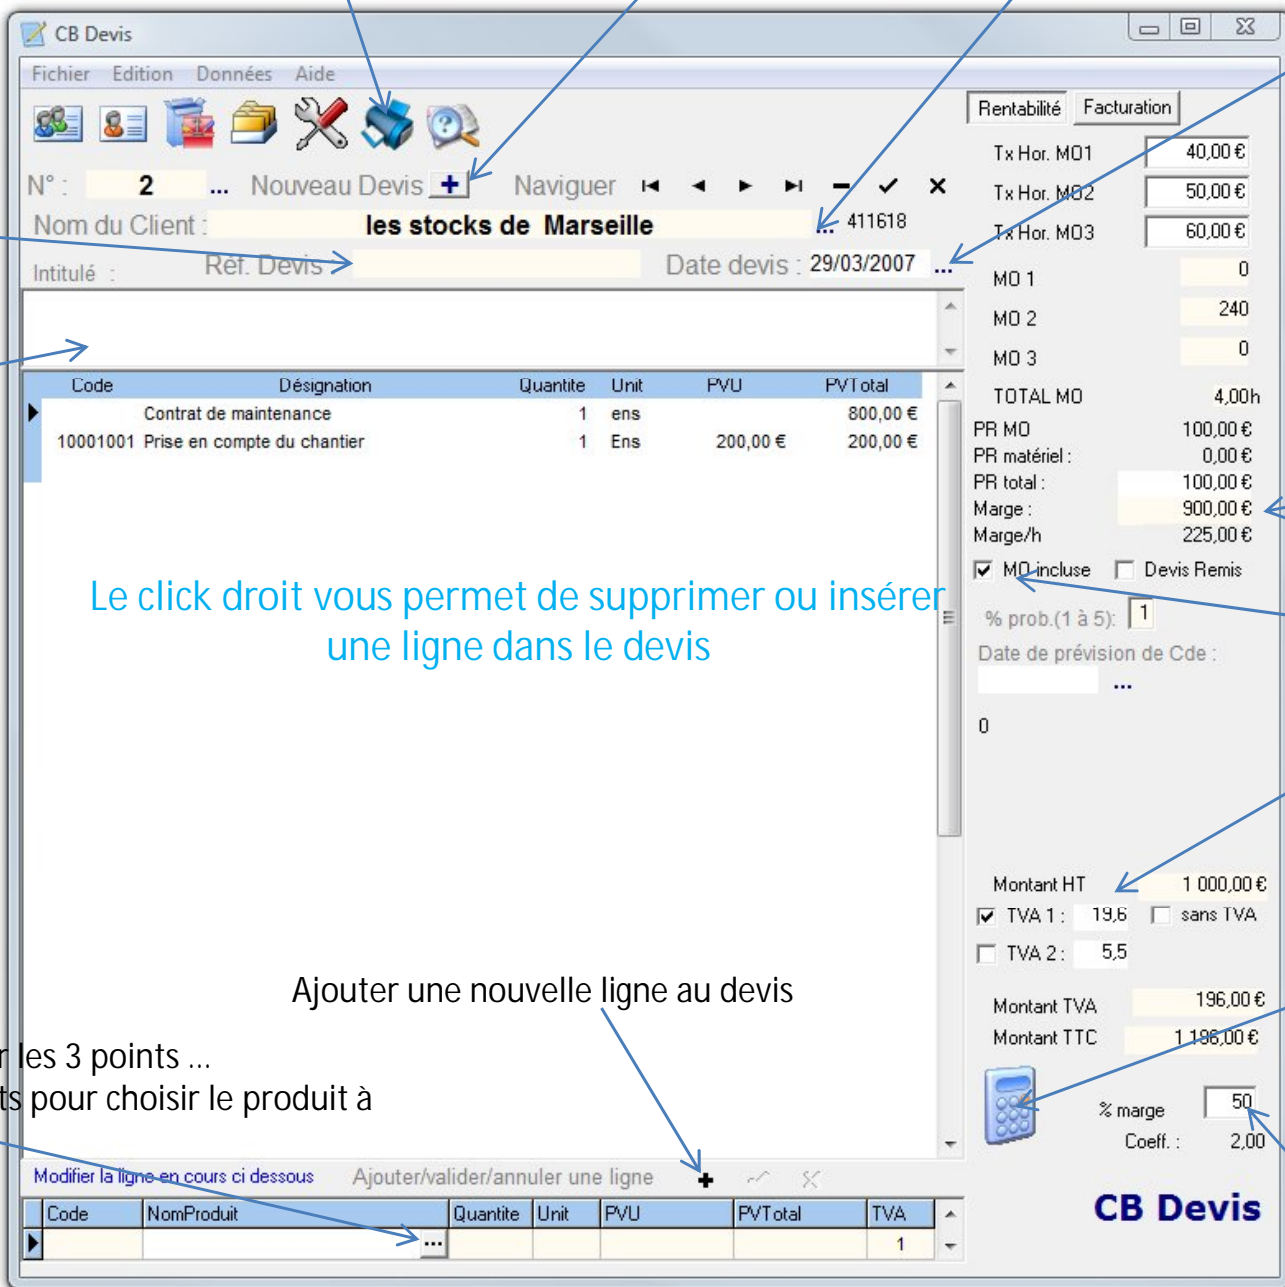 CB Devis
Fichier Edition Données Aide
Rentabilité Facturation
Tx Hor. MO1 40,00 €
N° : 2 ... Nouveau Devis + Naviguer
Tx Hor. MO2 50,00 €
Nom du Client : les stocks de Marseille ... 411618
Tx Hor. MO3 60,00 €
Intitulé : Réf. Devis Date devis : 29/03/2007 ...
MO 1 0
MO 2 240
MO 3 0
Code Désignation Quantite Unit PVU PVTotal
TOTAL MO 4,00h
Contrat de maintenance 1 ens 800,00 €
10001001 Prise en compte du chantier 1 Ens 200,00 € 200,00 €
PR MO 100,00 €
PR matériel : 0,00 €
PR total : 100,00 €
Marge : 900,00 €
Marge/h 225,00 €
MO incluse Devis Remis
Le click droit vous permet de supprimer ou insérer
une ligne dans le devis
% prob.(1 à 5): 1
Date de prévision de Cde :
...
0
Montant HT 1 000,00 €
TVA 1 : 19,6 sans TVA
TVA 2 : 5,5
Ajouter une nouvelle ligne au devis
Montant TVA 196,00 €
Montant TTC 1 196,00 €
r les 3 points ...
ts pour choisir le produit à
% marge 50
Coeff. : 2,00
Modifier la ligne en cours ci dessous Ajouter/valider/annuler une ligne +
CB Devis
Code NomProduit Quantite Unit PVU PVTotal TVA
... 1